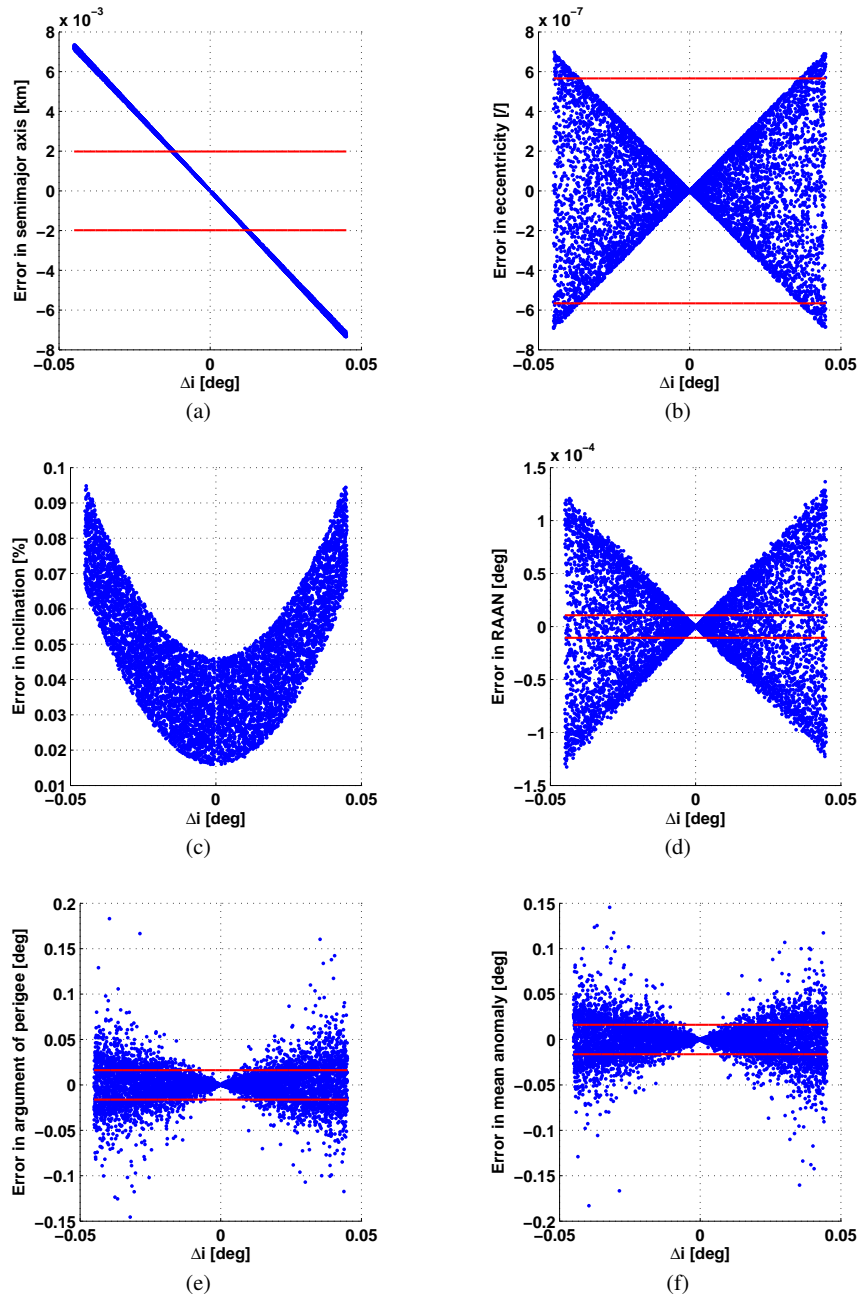 x 10⁻³
8
6
4
2
0
−2
−4
−6
−8
−0.05 0 0.05
Error in semimajor axis [km]
Δi [deg]
(a)
x 10⁻⁷
8
6
4
2
0
−2
−4
−6
−8
−0.05 0 0.05
Error in eccentricity [/]
Δi [deg]
(b)
0.1
0.09
0.08
0.07
0.06
0.05
0.04
0.03
0.02
0.01
−0.05 0 0.05
Error in inclination [%]
Δi [deg]
(c)
x 10⁻⁴
1.5
1
0.5
0
−0.5
−1
−1.5
−0.05 0 0.05
Error in RAAN [deg]
Δi [deg]
(d)
0.2
0.15
0.1
0.05
0
−0.05
−0.1
−0.15
−0.05 0 0.05
Error in argument of perigee [deg]
Δi [deg]
(e)
0.15
0.1
0.05
0
−0.05
−0.1
−0.15
−0.2
−0.05 0 0.05
Error in mean anomaly [deg]
Δi [deg]
(f)